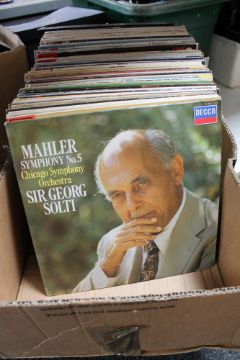 DECCA
MAHLER
SYMPHONY No.5
Chicago Symphony
Orchestra
SIR GEORG
SOLTI